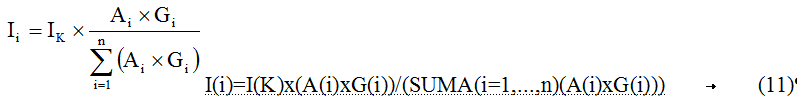 I_i = I_K × (A_i × G_i) / (∑_{i=1}^{n} (A_i × G_i)) I(i)=I(K)x(A(i)xG(i))/(SUMA(i=1,...,n)(A(i)xG(i))) → (11)